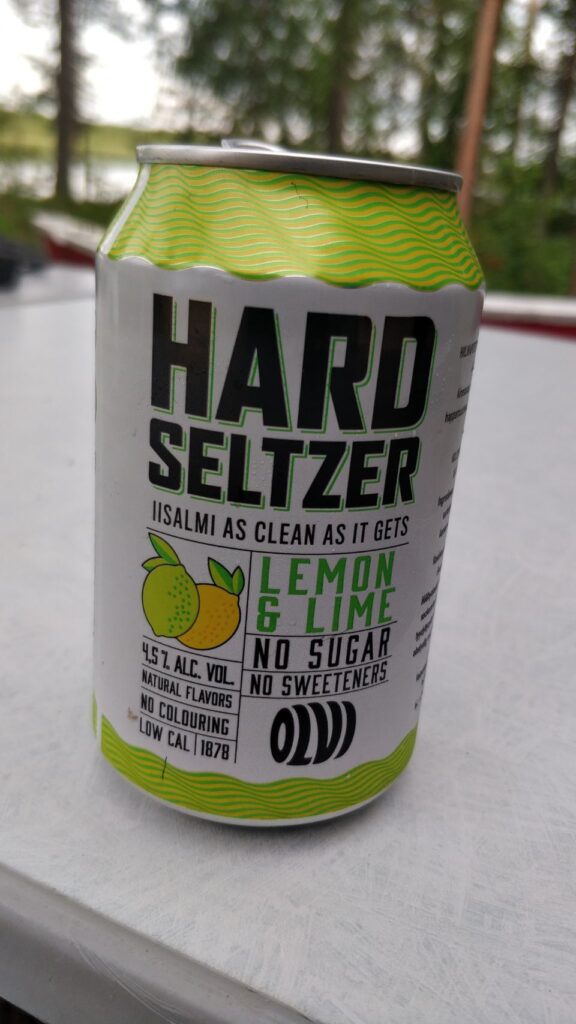 HARD
SELTZER
IISALMI AS CLEAN AS IT GETS
LEMON
& LIME
NO SUGAR
NO SWEETENERS
4,5 % ALC. VOL.
NATURAL FLAVORS
NO COLOURING
LOW CAL | 1878
OLVI